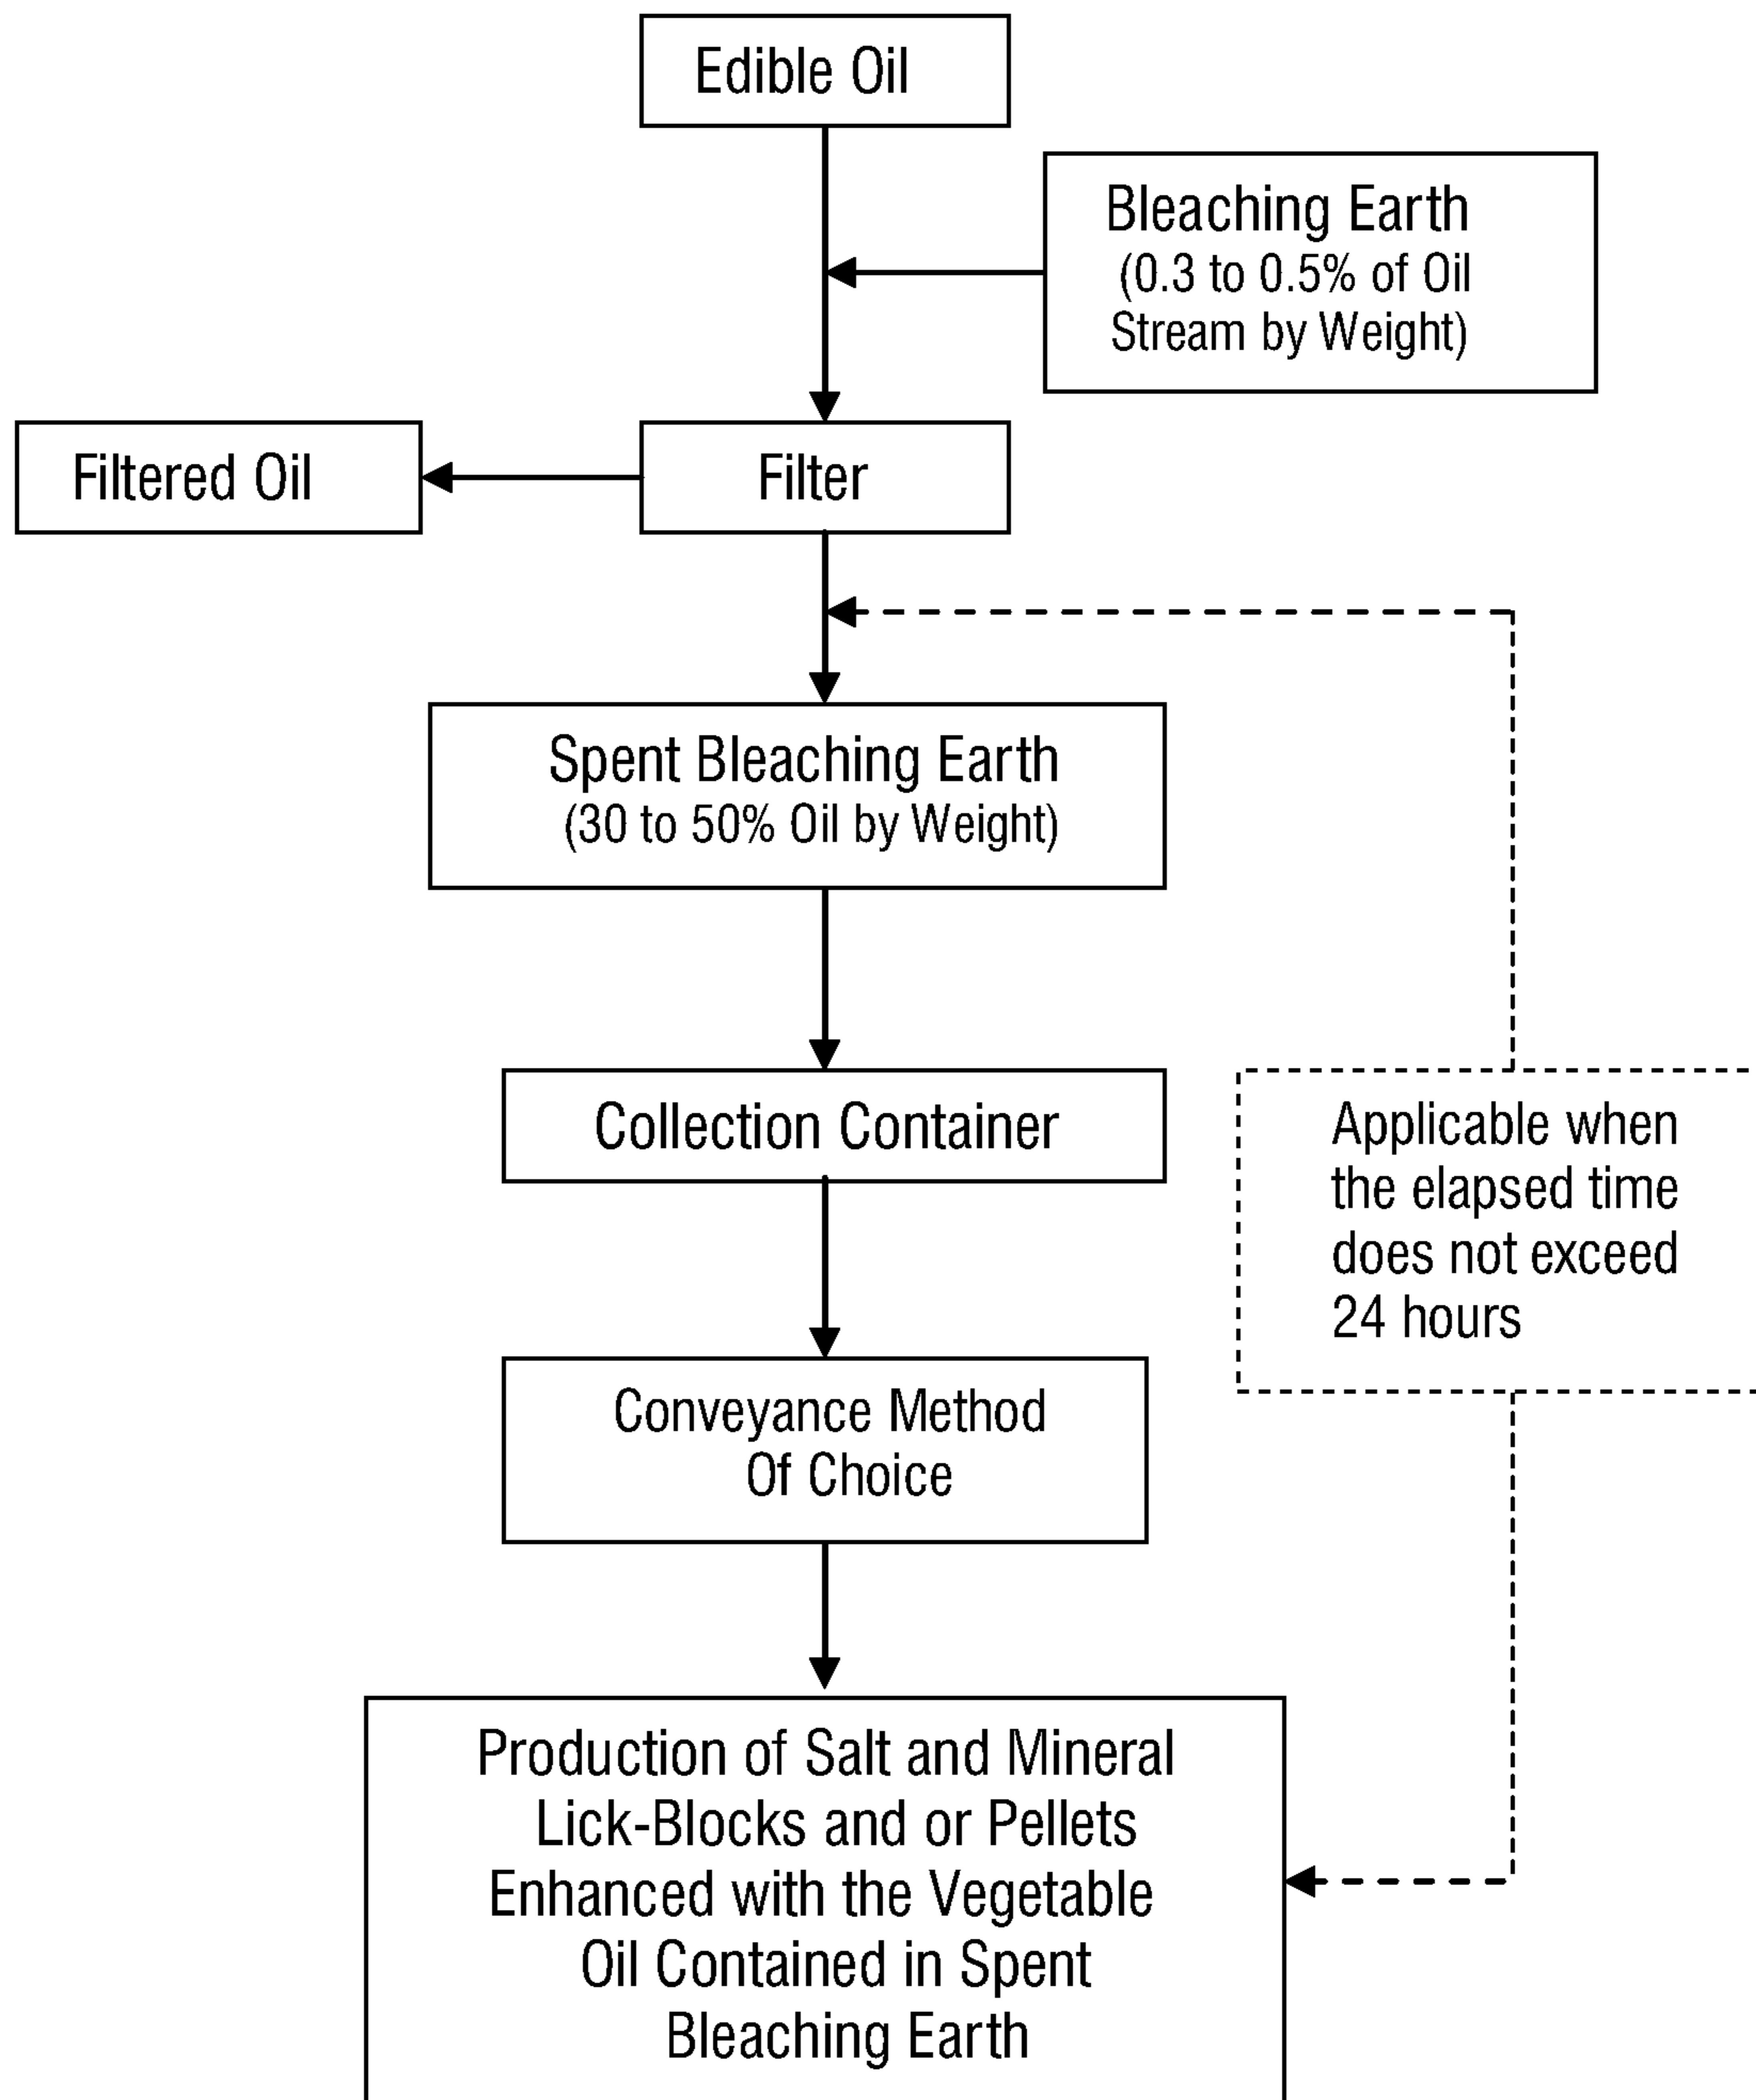 Edible Oil
Bleaching Earth
(0.3 to 0.5% of Oil
Stream by Weight)
Filtered Oil
Filter
Spent Bleaching Earth
(30 to 50% Oil by Weight)
Collection Container
Applicable when
the elapsed time
does not exceed
24 hours
Conveyance Method
Of Choice
Production of Salt and Mineral
Lick-Blocks and or Pellets
Enhanced with the Vegetable
Oil Contained in Spent
Bleaching Earth